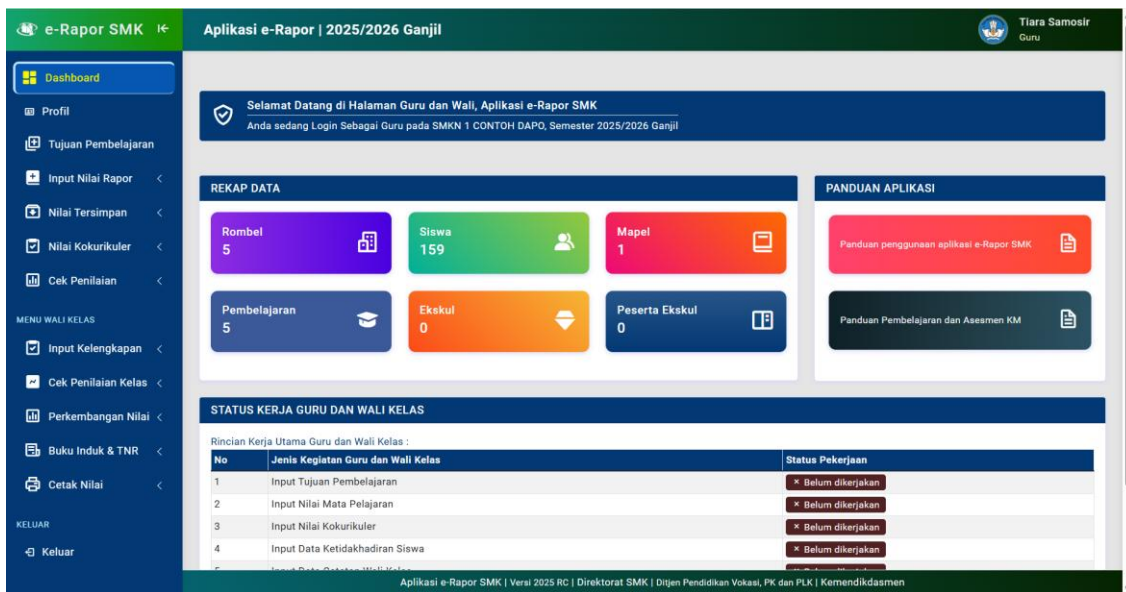 e-Rapor SMK
Aplikasi e-Rapor | 2025/2026 Ganjil
Tiara Samosir
Guru
Dashboard
Profil
Tujuan Pembelajaran
Input Nilai Rapor
Nilai Tersimpan
Nilai Kokurikuler
Cek Penilaian
MENU WALI KELAS
Input Kelengkapan
Cek Penilaian Kelas
Perkembangan Nilai
Buku Induk & TNR
Cetak Nilai
KELUAR
Keluar
Selamat Datang di Halaman Guru dan Wali, Aplikasi e-Rapor SMK
Anda sedang Login Sebagai Guru pada SMKN 1 CONTOH DAPO, Semester 2025/2026 Ganjil
REKAP DATA
Rombel
5
Siswa
159
Mapel
1
Pembelajaran
5
Ekskul
0
Peserta Ekskul
0
PANDUAN APLIKASI
Panduan penggunaan aplikasi e-Rapor SMK
Panduan Pembelajaran dan Asesmen KM
STATUS KERJA GURU DAN WALI KELAS
Rincian Kerja Utama Guru dan Wali Kelas :
No Jenis Kegiatan Guru dan Wali Kelas Status Pekerjaan
1 Input Tujuan Pembelajaran × Belum dikerjakan
2 Input Nilai Mata Pelajaran × Belum dikerjakan
3 Input Nilai Kokurikuler × Belum dikerjakan
4 Input Data Ketidakhadiran Siswa × Belum dikerjakan
Aplikasi e-Rapor SMK | Versi 2025 RC | Direktorat SMK | Ditjen Pendidikan Vokasi, PK dan PLK | Kemendikdasmen